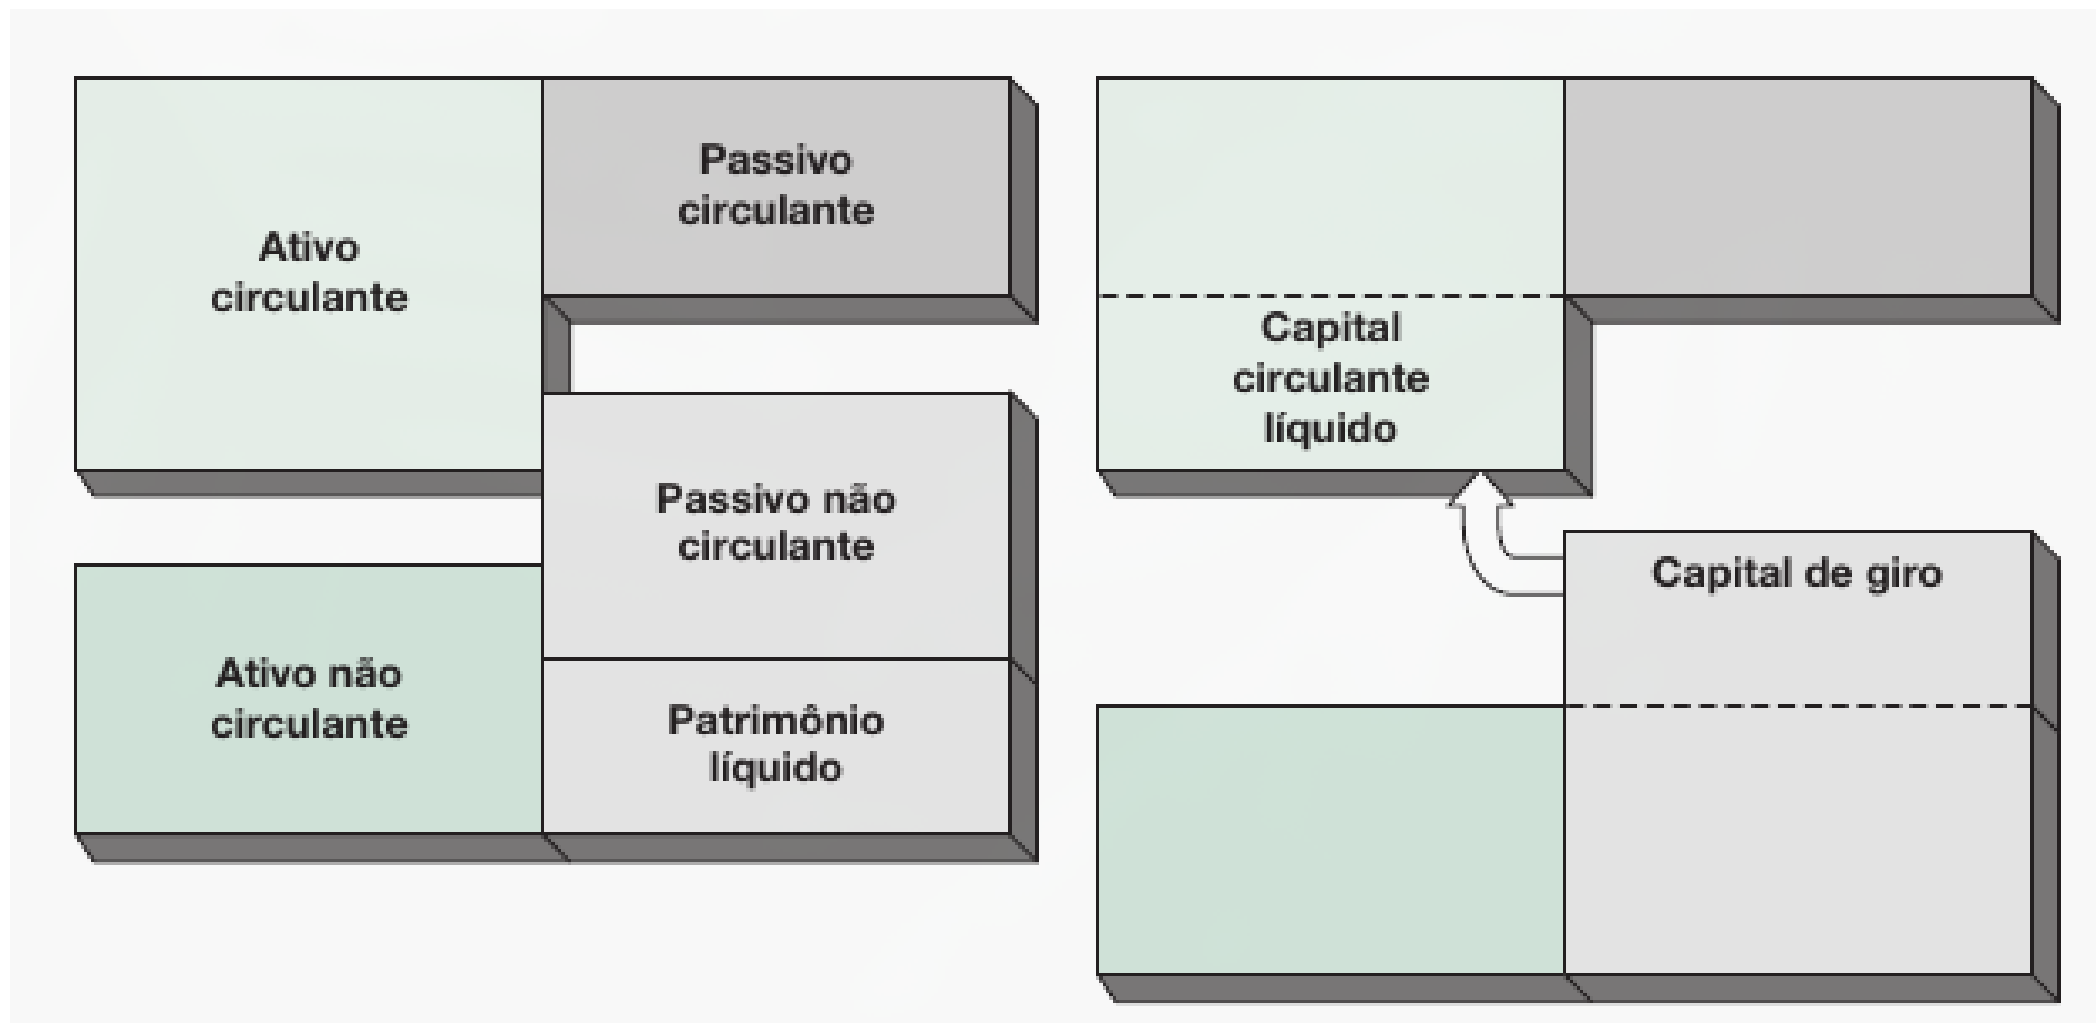 Ativo
circulante
Passivo
circulante
Passivo não
circulante
Ativo não
circulante
Patrimônio
líquido
Capital
circulante
líquido
Capital de giro